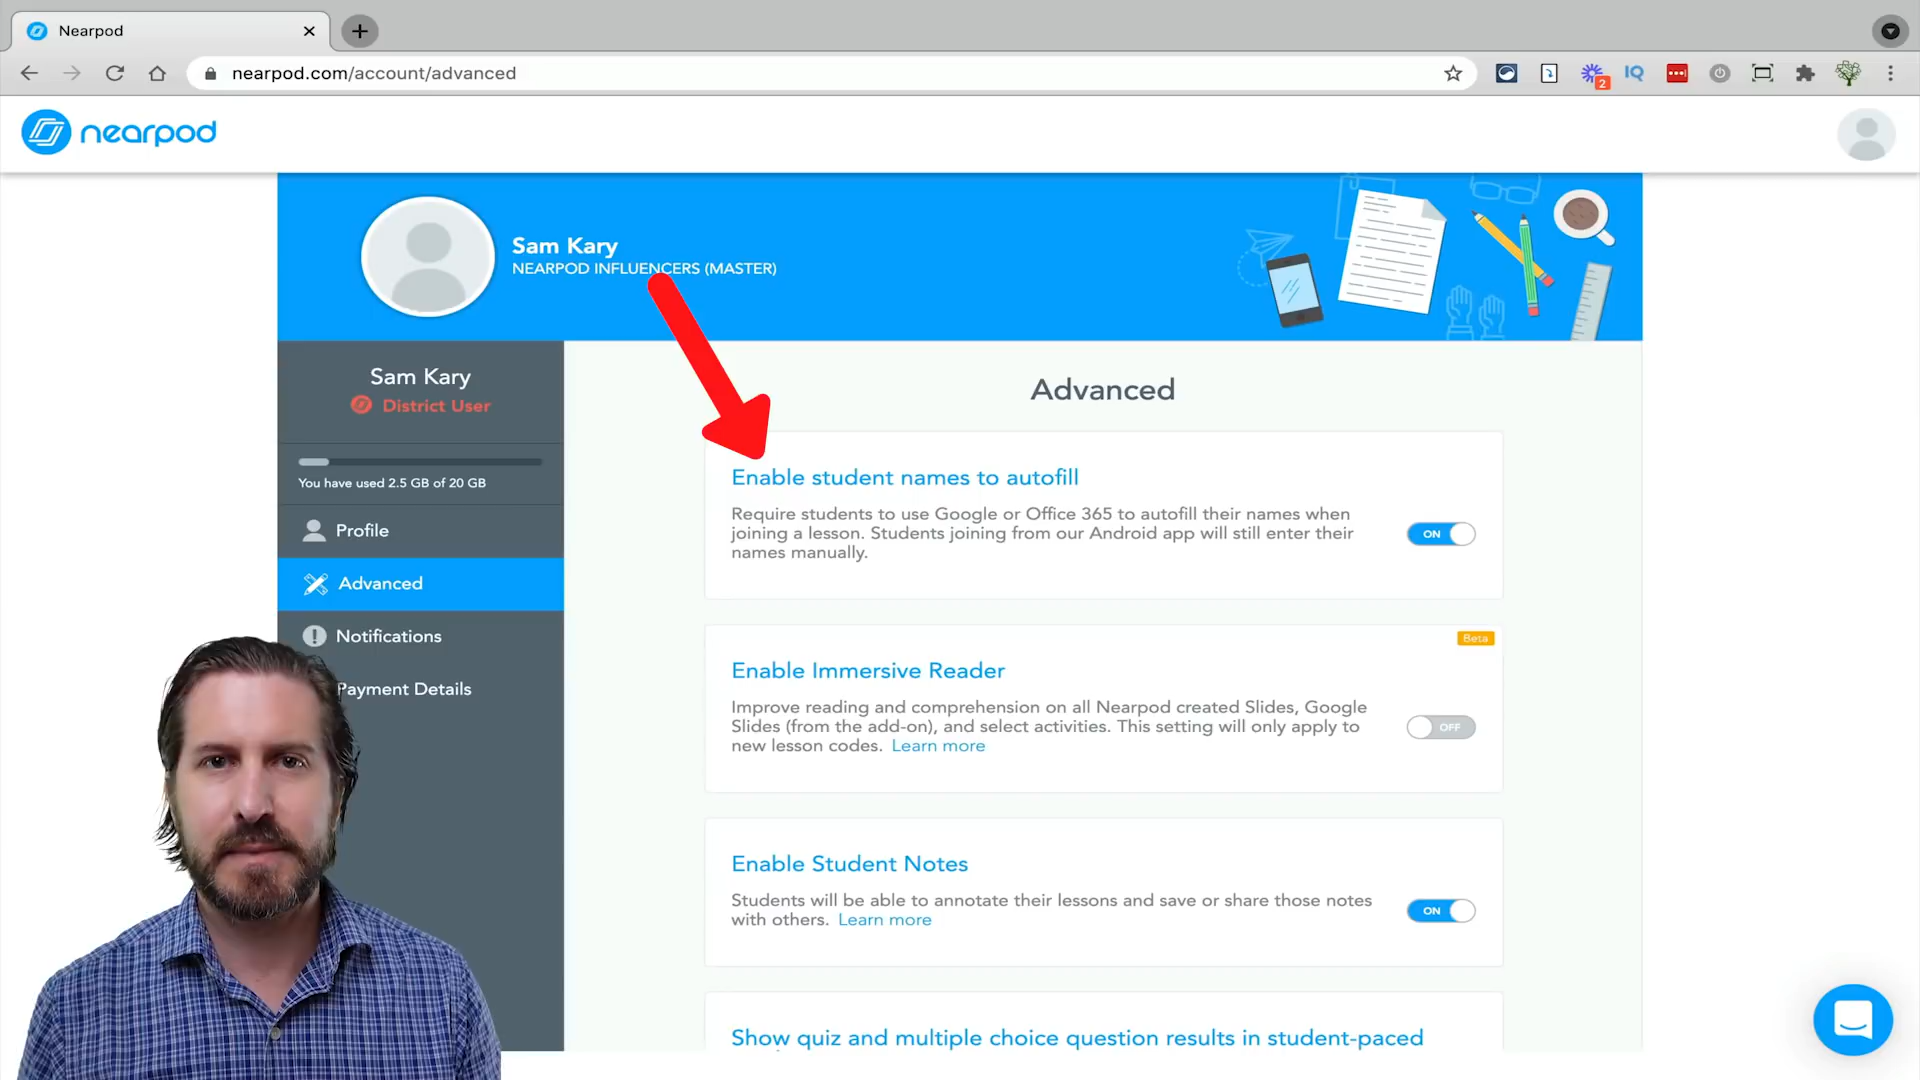 Nearpod
nearpod.com/account/advanced
2
IQ
nearpod
Sam Kary
NEARPOD INFLUENCERS (MASTER)
Sam Kary
District User
You have used 2.5 GB of 20 GB
Profile
Advanced
Notifications
Payment Details
Advanced
Enable student names to autofill
Require students to use Google or Office 365 to autofill their names when
joining a lesson. Students joining from our Android app will still enter their
names manually.
ON
Beta
Enable Immersive Reader
Improve reading and comprehension on all Nearpod created Slides, Google
Slides (from the add-on), and select activities. This setting will only apply to
new lesson codes. Learn more
OFF
Enable Student Notes
Students will be able to annotate their lessons and save or share those notes
with others. Learn more
ON
Show quiz and multiple choice question results in student-paced